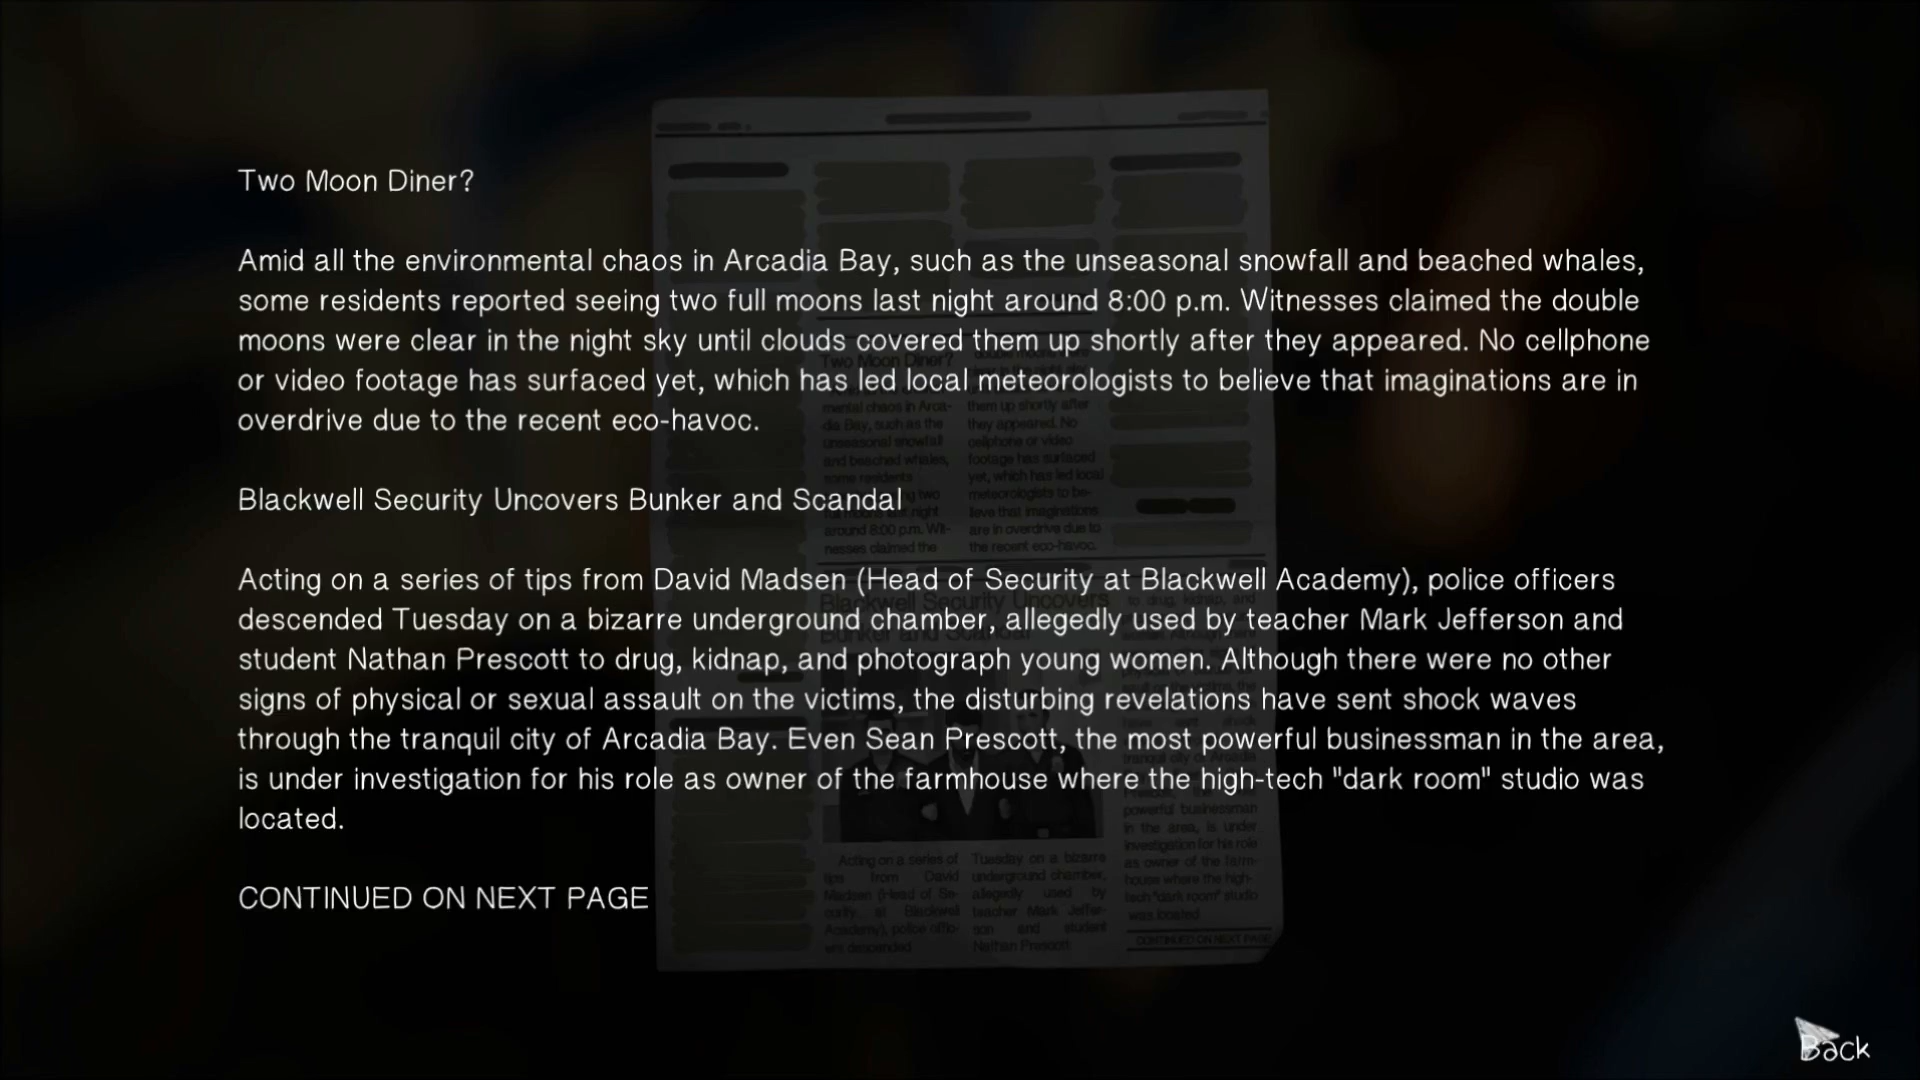 Two Moon Diner?
Amid all the environmental chaos in Arcadia Bay, such as the unseasonal snowfall and beached whales,
some residents reported seeing two full moons last night around 8:00 p.m. Witnesses claimed the double
moons were clear in the night sky until clouds covered them up shortly after they appeared. No cellphone
or video footage has surfaced yet, which has led local meteorologists to believe that imaginations are in
overdrive due to the recent eco-havoc.
Blackwell Security Uncovers Bunker and Scandal
Acting on a series of tips from David Madsen (Head of Security at Blackwell Academy), police officers
descended Tuesday on a bizarre underground chamber, allegedly used by teacher Mark Jefferson and
student Nathan Prescott to drug, kidnap, and photograph young women. Although there were no other
signs of physical or sexual assault on the victims, the disturbing revelations have sent shock waves
through the tranquil city of Arcadia Bay. Even Sean Prescott, the most powerful businessman in the area,
is under investigation for his role as owner of the farmhouse where the high-tech "dark room" studio was
located.
CONTINUED ON NEXT PAGE
Back